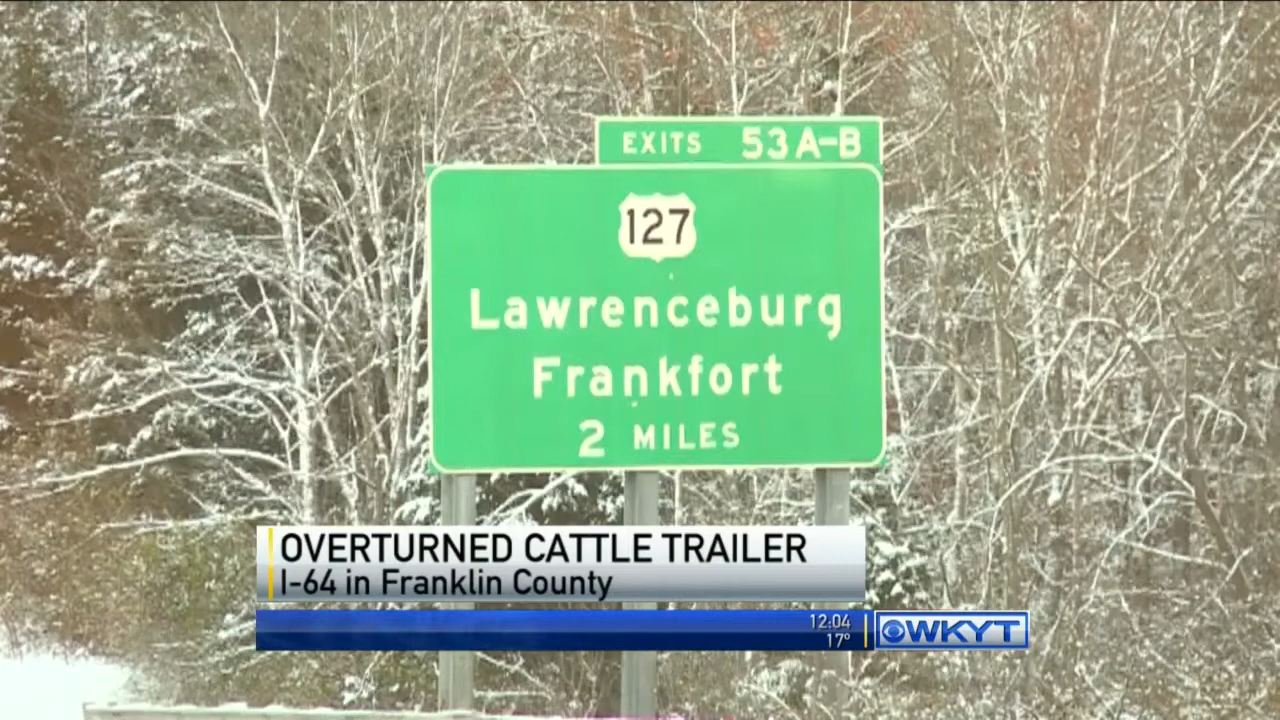 EXITS 53A-B
127
Lawrenceburg
Frankfort
2 MILES
OVERTURNED CATTLE TRAILER
I-64 in Franklin County
12:04
17°
WKYT